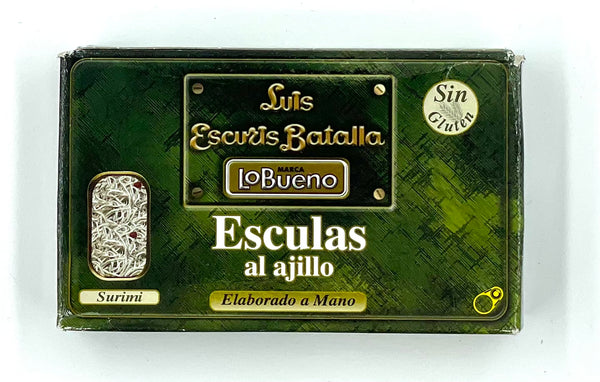 Luis
Escuris Batalla
MARCA
LoBueno
Sin
Gluten
Esculas
al ajillo
Surimi
Elaborado a Mano